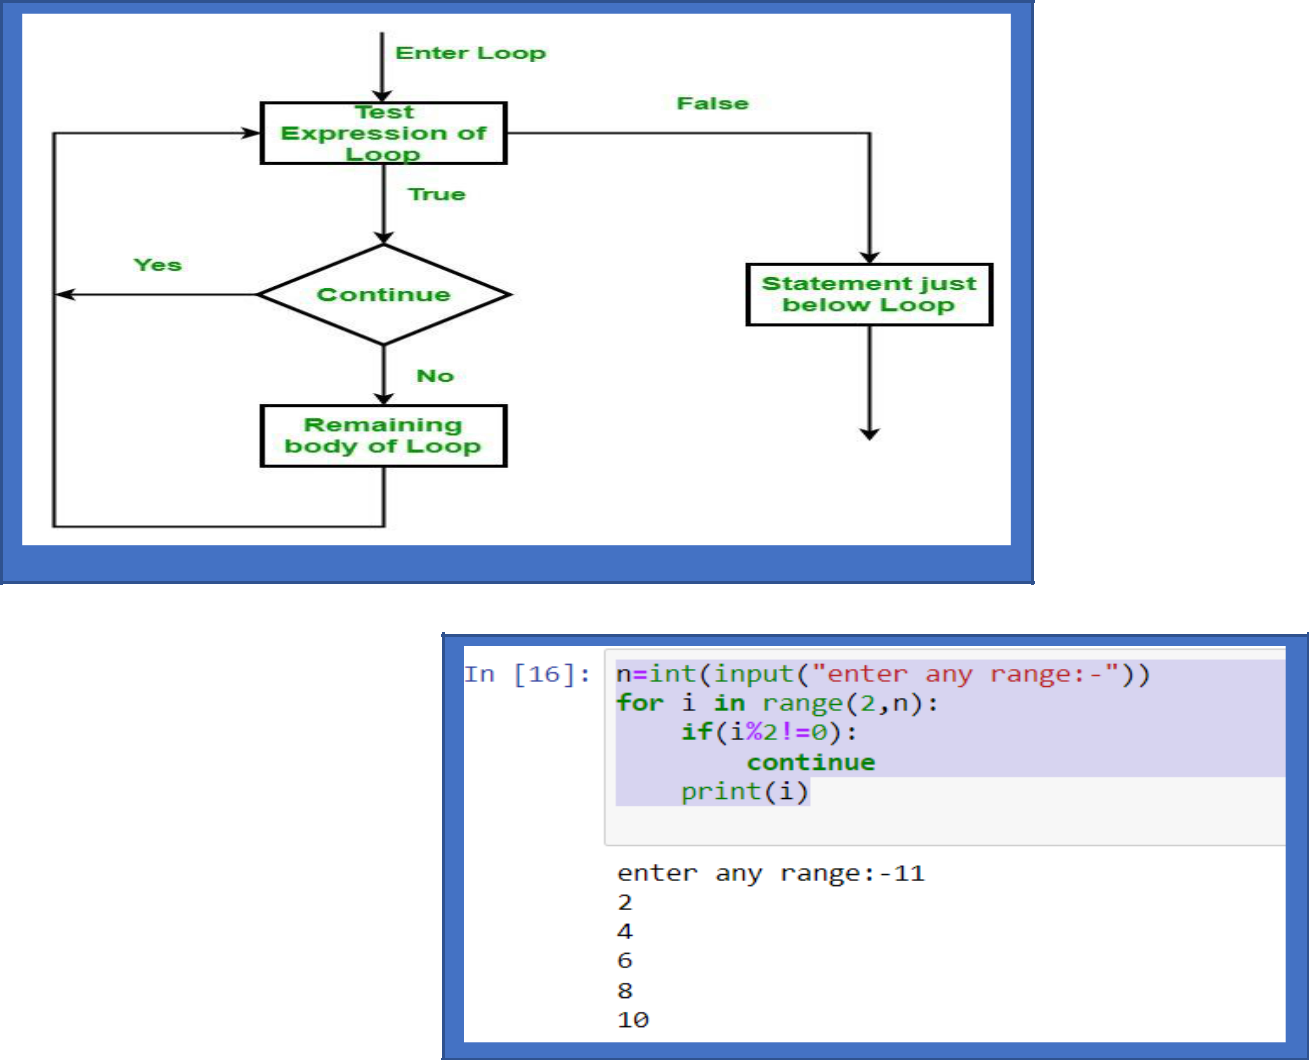 Enter Loop
Test
Expression of
Loop
False
True
Yes
Continue
Statement just
below Loop
No
Remaining
body of Loop
In [16]: n=int(input("enter any range:-"))
for i in range(2,n):
    if(i%2!=0):
        continue
    print(i)
enter any range:-11
2
4
6
8
10